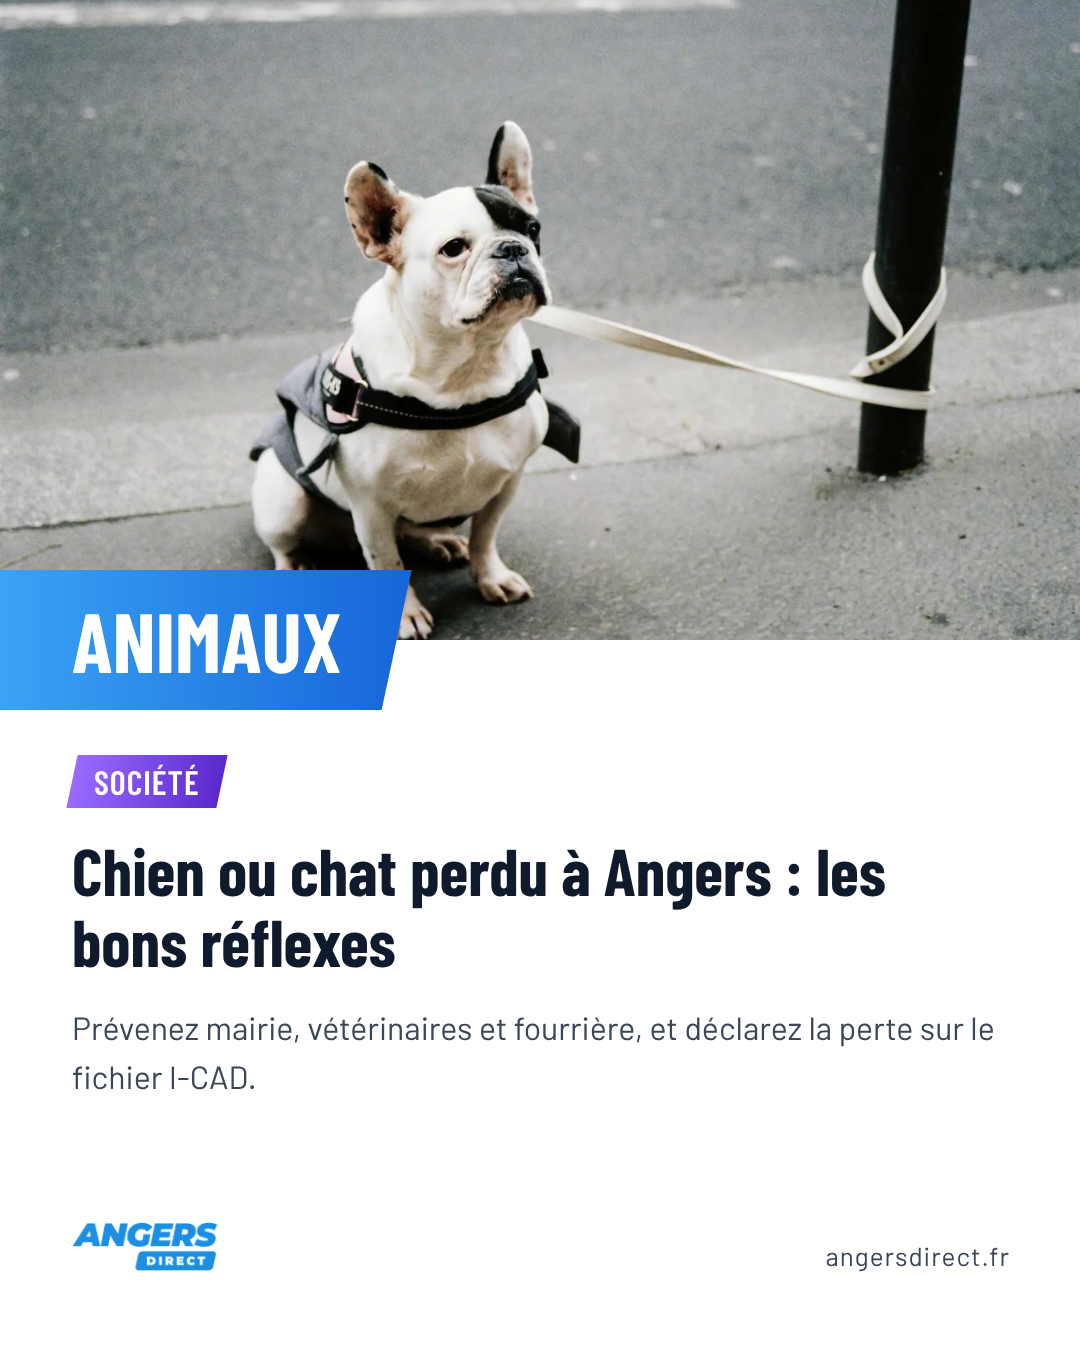 ANIMAUX
SOCIÉTÉ
Chien ou chat perdu à Angers : les
bons réflexes
Prévenez mairie, vétérinaires et fourrière, et déclarez la perte sur le
fichier I-CAD.
ANGERS
DIRECT
angersdirect.fr